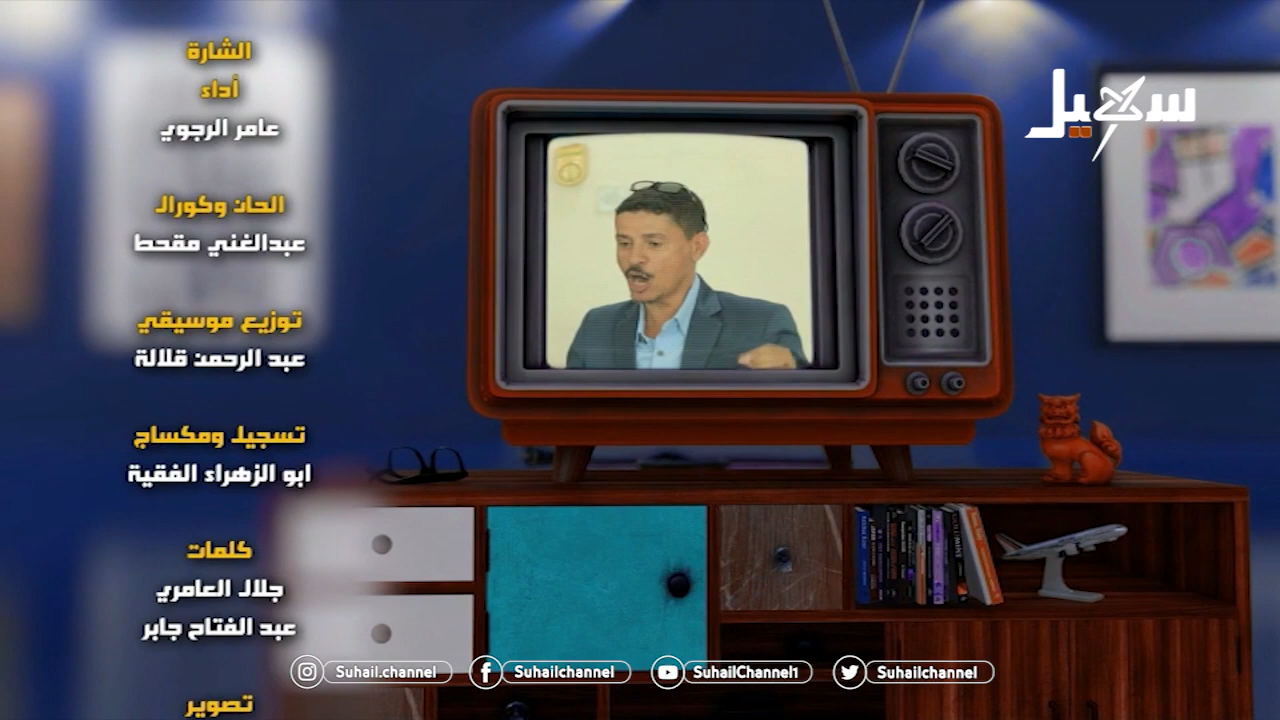 الشارة
أداء
عامر الرجوي
الحان وكورال
عبدالغني مقحط
توزيع موسيقي
عبد الرحمن قلالة
تسجيل ومكساج
ابو الزهراء الفقية
كلمات
جلال العامري
عبد الفتاح جابر
تصوير
سهيل
Suhail.channel
Suhailchannel
SuhailChannel1
Suhailchannel